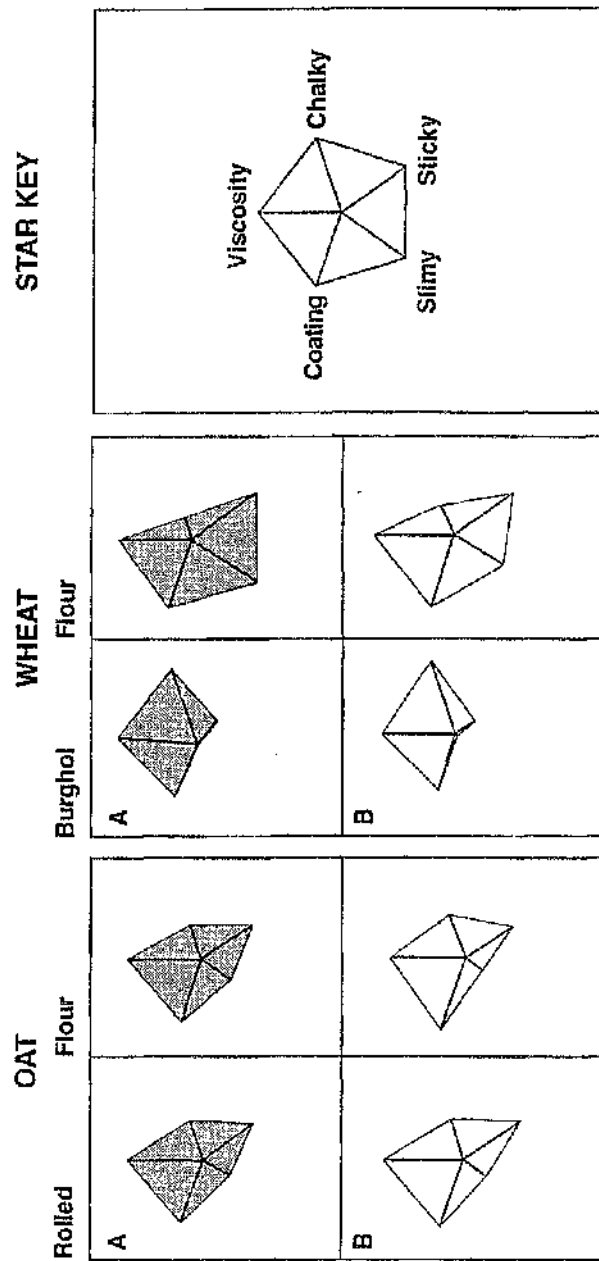 OAT
WHEAT
STAR KEY
Rolled
Flour
Burghol
Flour
A
A
B
B
Viscosity
Chalky
Sticky
Slimy
Coating